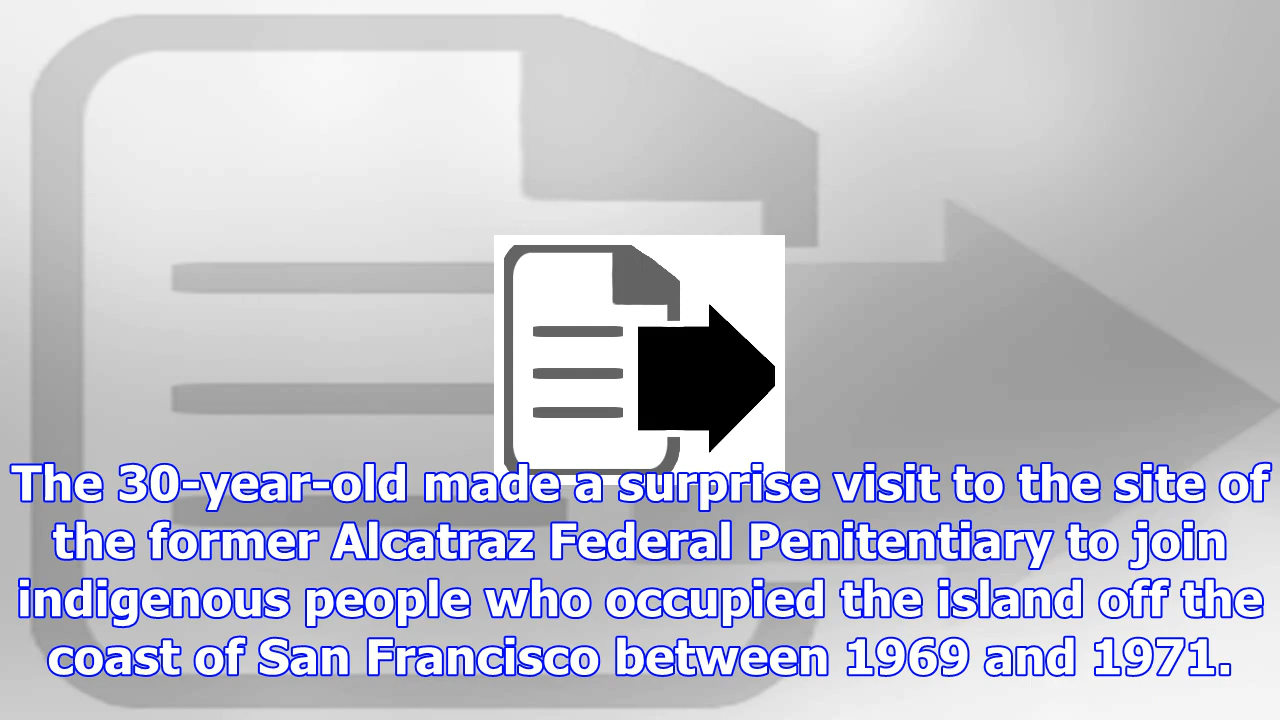 The 30-year-old made a surprise visit to the site of
the former Alcatraz Federal Penitentiary to join
indigenous people who occupied the island off the
coast of San Francisco between 1969 and 1971.